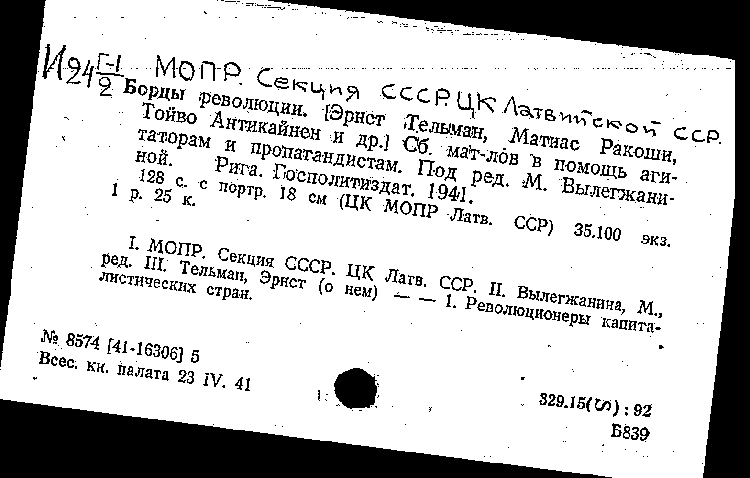 И24 Г-1/2 МОПР. Секция СССР. ЦК Латвийской ССР.
Борцы революции. [Эрнст Тельман, Матиас Ракоши,
Тойво Антикайнен и др.] Сб. мат-лов в помощь аги-
таторам и пропагандистам. Под ред. М. Вылегжани-
ной. Рига. Госполитиздат. 1941.
128 с. с портр. 18 см (ЦК МОПР Латв. ССР) 35.100 экз.
1 р. 25 к.
I. МОПР. Секция СССР. ЦК Латв. ССР. II. Вылегжанина, М.,
ред. III. Тельман, Эрнст (о нем) — — 1. Революционеры капита-
листических стран.
№ 8574 [41-16306] 5
Всес. кн. палата 23 IV. 41
329.15(S) : 92
Б839